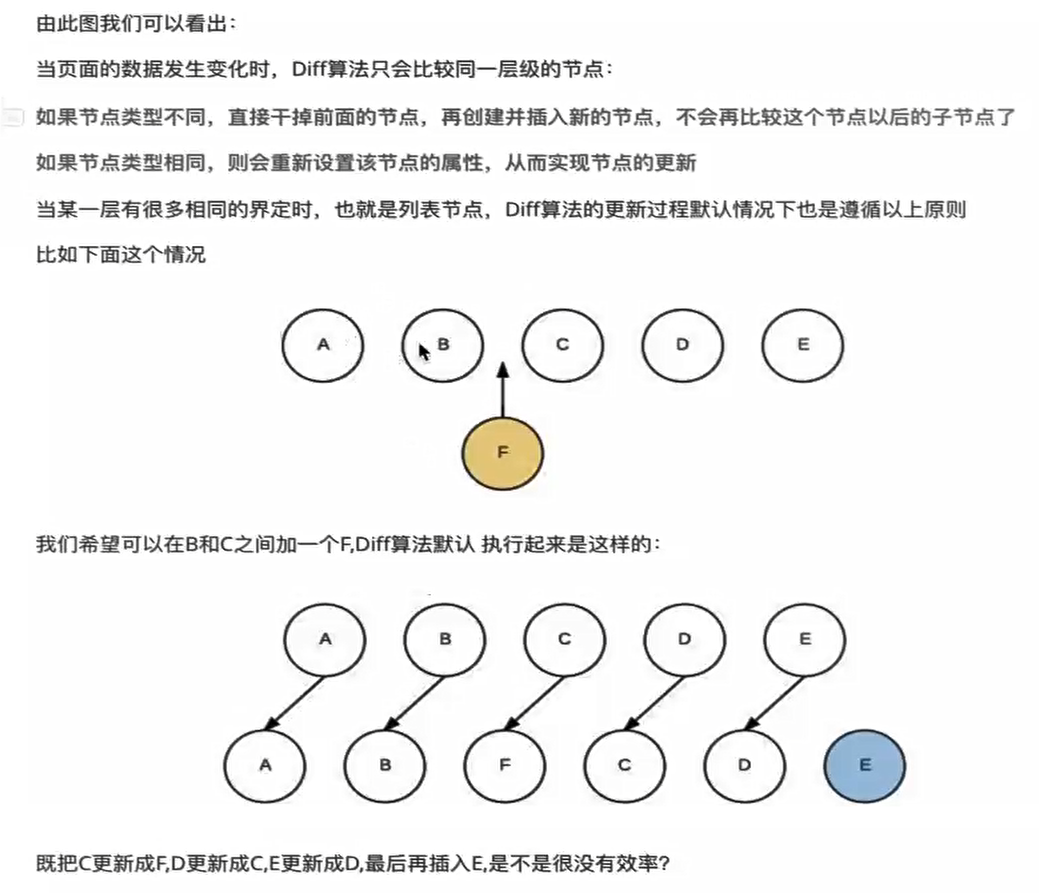 由此图我们可以看出：
当页面的数据发生变化时，Diff算法只会比较同一层级的节点：
如果节点类型不同，直接干掉前面的节点，再创建并插入新的节点，不会再比较这个节点以后的子节点了
如果节点类型相同，则会重新设置该节点的属性，从而实现节点的更新
当某一层有很多相同的界定时，也就是列表节点，Diff算法的更新过程默认情况下也是遵循以上原则
比如下面这个情况
A B C D E
F
我们希望可以在B和C之间加一个F,Diff算法默认 执行起来是这样的：
A B C D E
A B F C D E
既把C更新成F,D更新成C,E更新成D,最后再插入E,是不是很没有效率?